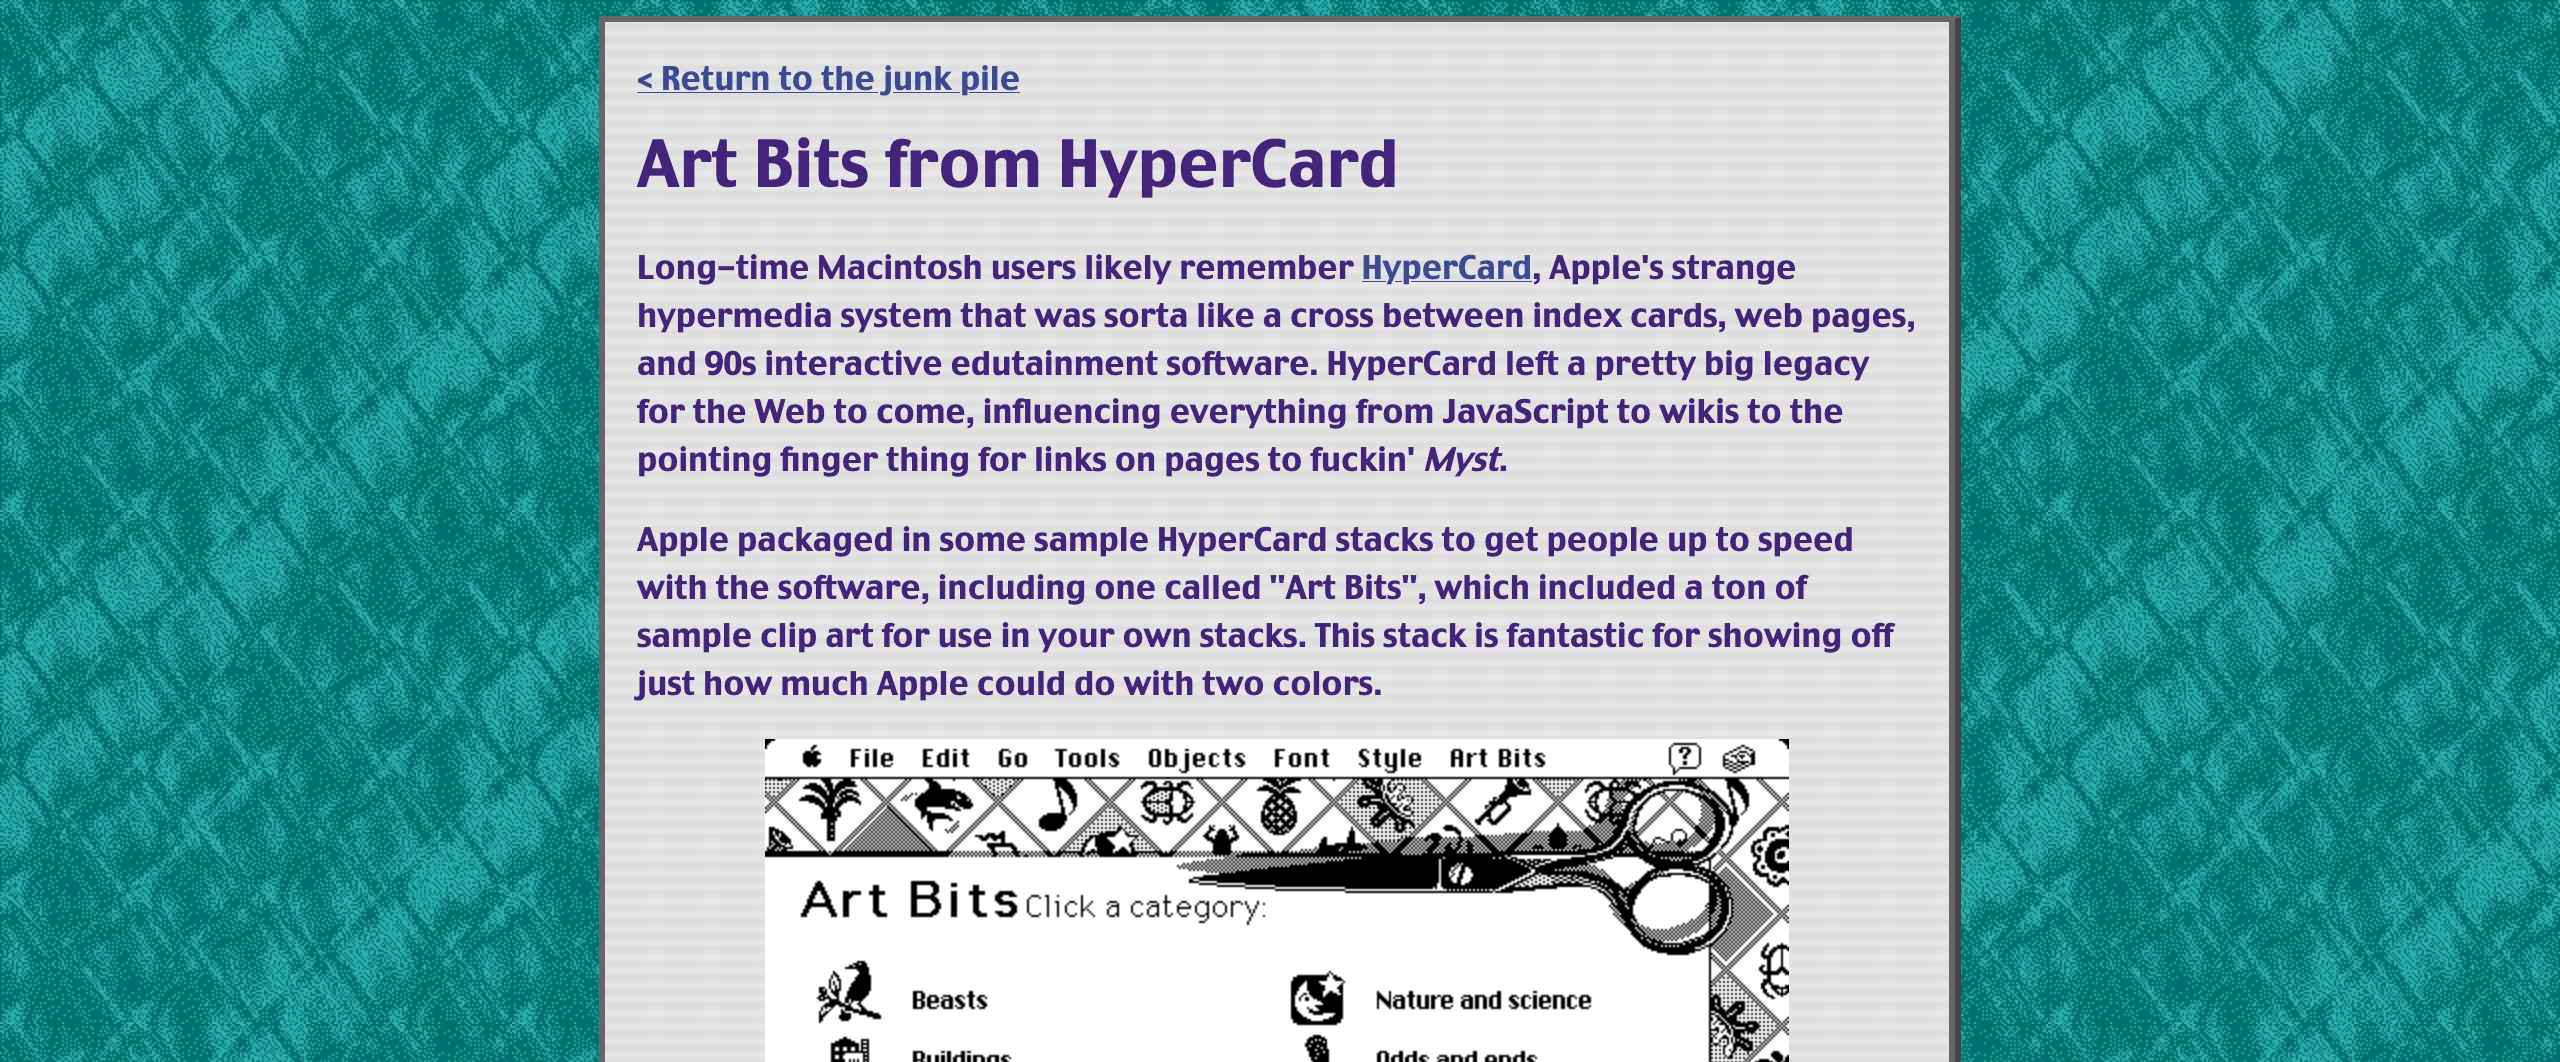 < Return to the junk pile
Art Bits from HyperCard
Long-time Macintosh users likely remember HyperCard, Apple's strange
hypermedia system that was sorta like a cross between index cards, web pages,
and 90s interactive edutainment software. HyperCard left a pretty big legacy
for the Web to come, influencing everything from JavaScript to wikis to the
pointing finger thing for links on pages to fuckin' Myst.
Apple packaged in some sample HyperCard stacks to get people up to speed
with the software, including one called "Art Bits", which included a ton of
sample clip art for use in your own stacks. This stack is fantastic for showing off
just how much Apple could do with two colors.
File Edit Go Tools Objects Font Style Art Bits ?
Art Bits Click a category:
Beasts Nature and science
Buildings Odds and ends